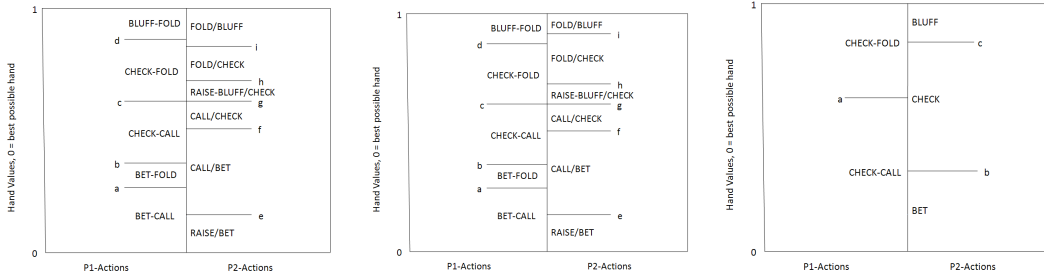 1
BLUFF-FOLD
FOLD/BLUFF
d
i
FOLD/CHECK
CHECK-FOLD
h
RAISE-BLUFF/CHECK
c
g
CALL/CHECK
f
CHECK-CALL
CALL/BET
b
BET-FOLD
a
e
BET-CALL
RAISE/BET
0
P1-Actions
P2-Actions
Hand Values, 0 = best possible hand
1
FOLD/BLUFF
BLUFF-FOLD
i
d
FOLD/CHECK
CHECK-FOLD
h
RAISE-BLUFF/CHECK
c
g
CALL/CHECK
f
CHECK-CALL
CALL/BET
b
BET-FOLD
a
e
BET-CALL
RAISE/BET
0
P1-Actions
P2-Actions
Hand Values, 0 = best possible hand
1
BLUFF
CHECK-FOLD
c
a
CHECK
CHECK-CALL
b
BET
0
P1-Actions
P2-Actions
Hand Values, 0 = best possible hand